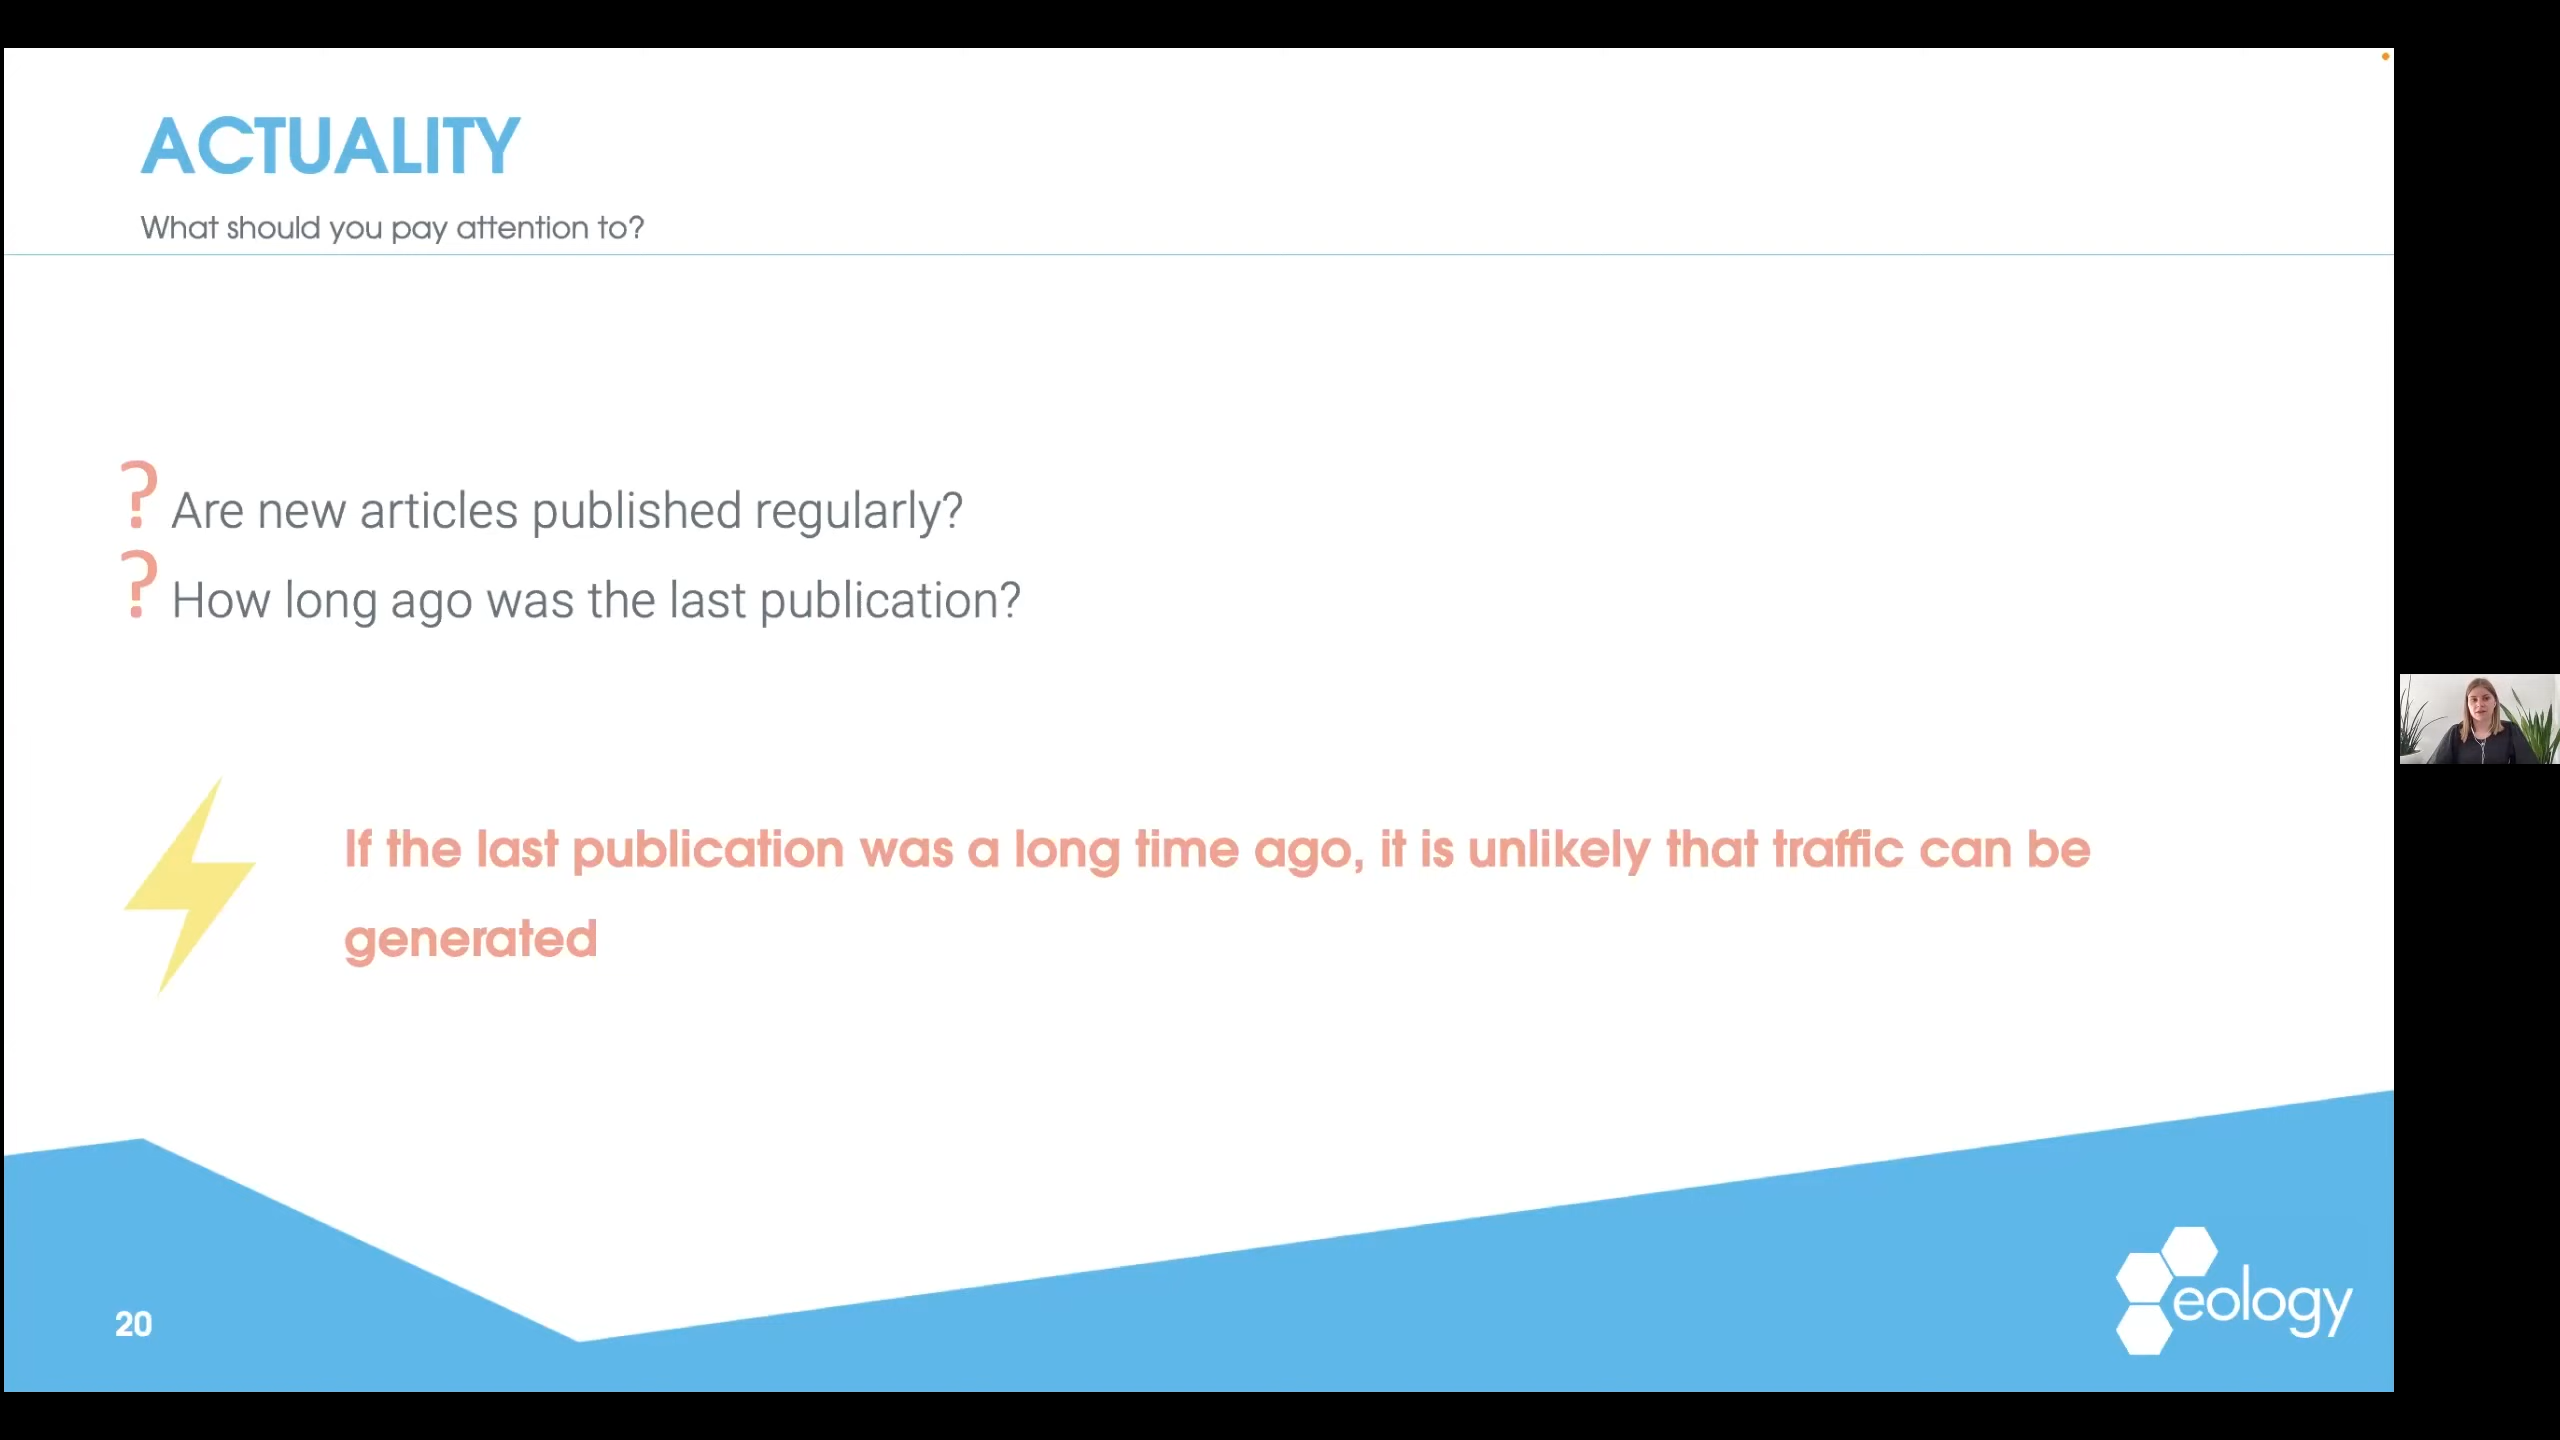 ACTUALITY
What should you pay attention to?
? Are new articles published regularly?
? How long ago was the last publication?
If the last publication was a long time ago, it is unlikely that traffic can be
generated
20
eology